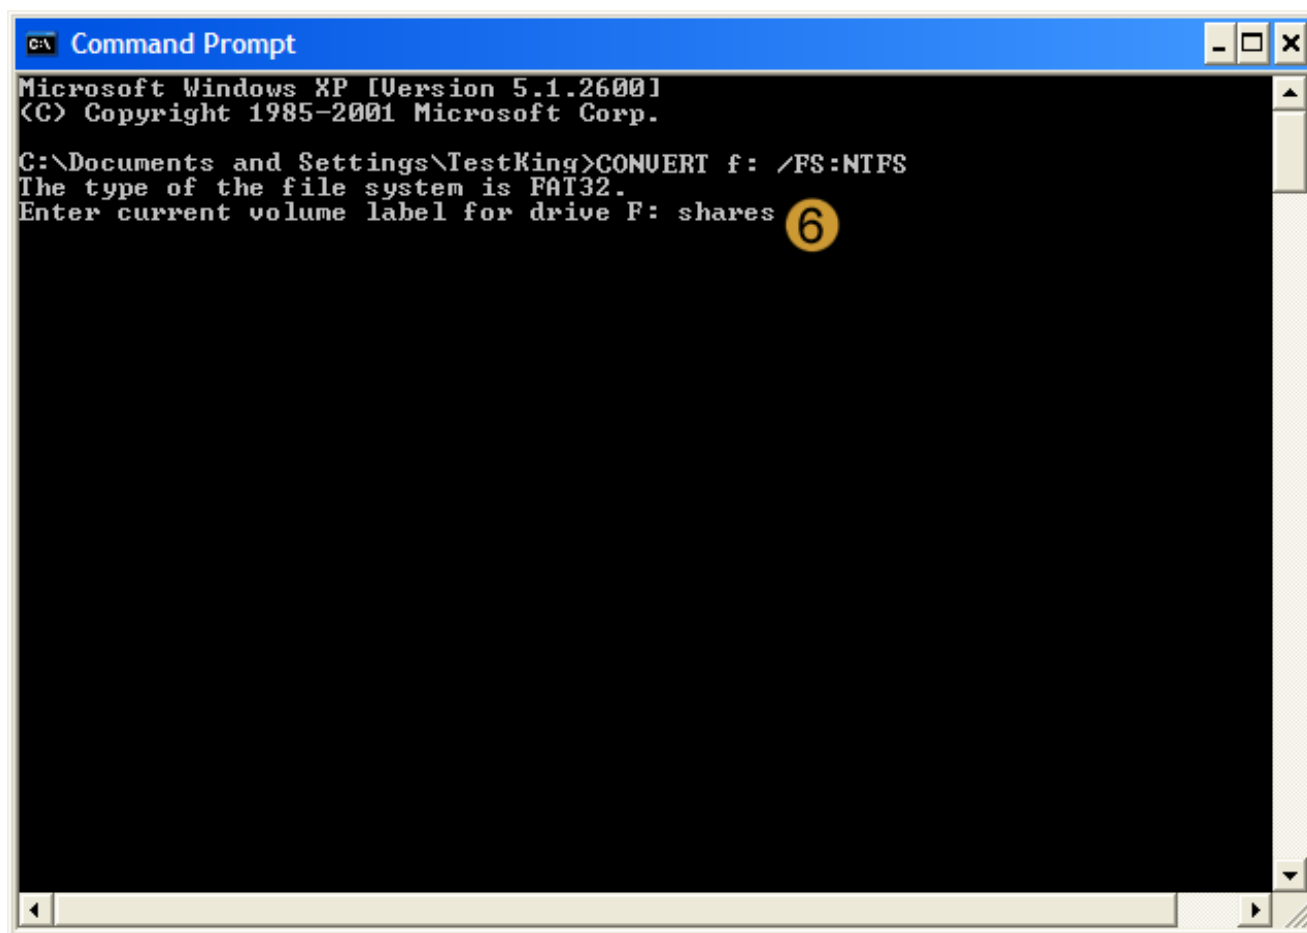 Command Prompt
Microsoft Windows XP [Version 5.1.2600]
(C) Copyright 1985-2001 Microsoft Corp.
C:\Documents and Settings\TestKing>CONVERT f: /FS:NTFS
The type of the file system is FAT32.
Enter current volume label for drive F: shares
6